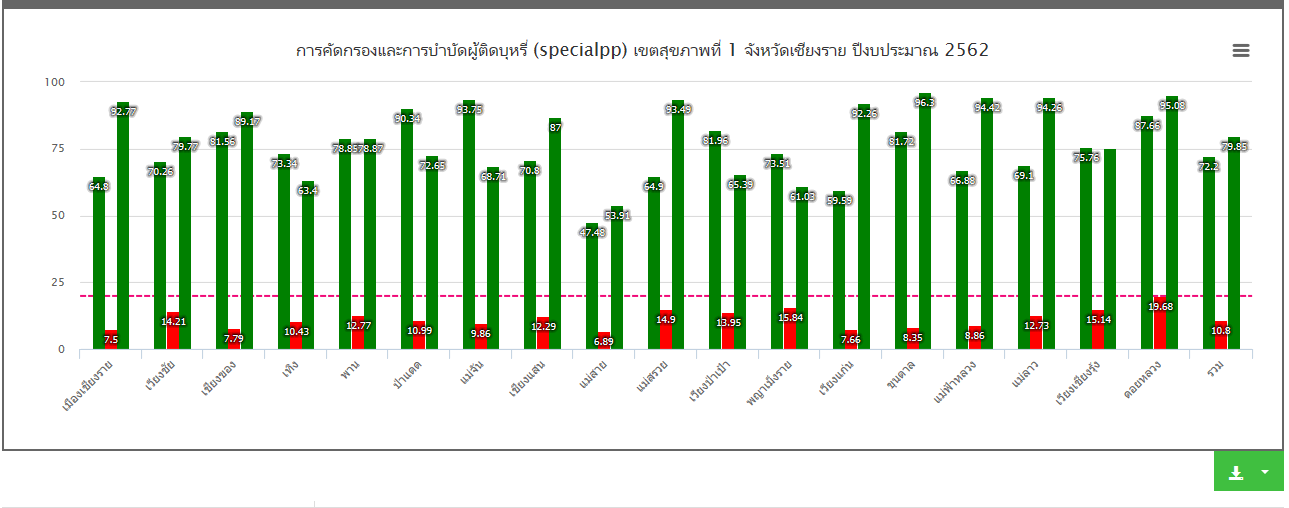 การคัดกรองและการบำบัดผู้ติดบุหรี่ (specialpp) เขตสุขภาพที่ 1 จังหวัดเชียงราย ปีงบประมาณ 2562
100
75
50
25
0
64.8 7.5 92.77
70.26 14.21 79.77
81.56 7.79 89.17
73.34 10.43 63.4
78.85 12.77 78.87
90.34 10.99 72.65
93.75 9.86 68.71
70.8 12.29 87
47.48 6.89 53.91
64.9 14.9 93.49
81.96 13.95 65.39
73.51 15.84 61.03
59.59 7.66 92.26
81.72 8.35 96.3
66.88 8.86 94.42
69.1 12.73 94.26
75.76 15.14
87.66 19.68 95.08
72.2 10.8 79.85
เมืองเชียงราย
เวียงชัย
เชียงของ
เทิง
พาน
ป่าแดด
แม่จัน
เชียงแสน
แม่สาย
แม่สรวย
เวียงป่าเป้า
พญาเม็งราย
เวียงแก่น
ขุนตาล
แม่ฟ้าหลวง
แม่ลาว
เวียงเชียงรุ้ง
ดอยหลวง
รวม